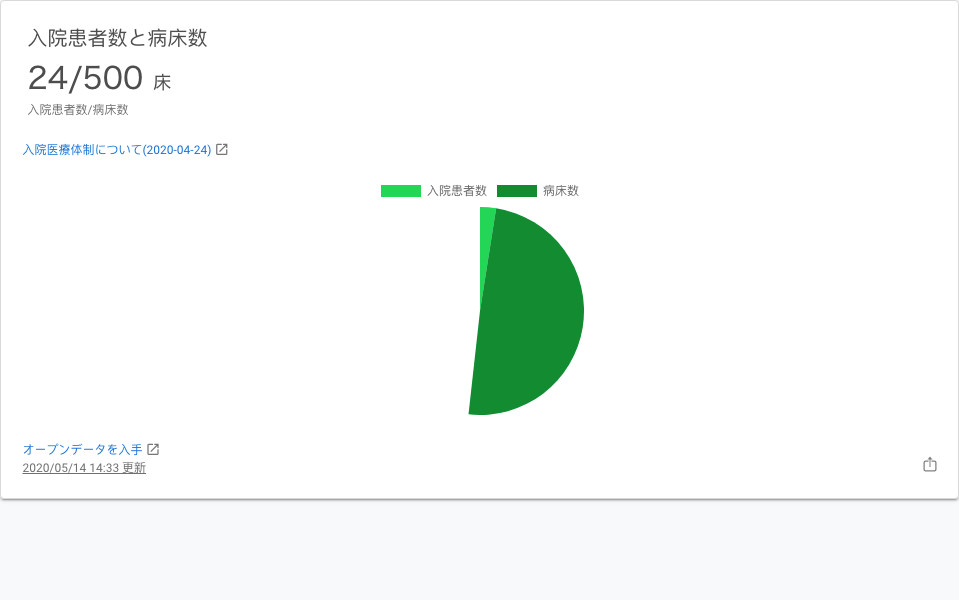 入院患者数と病床数
24/500 床
入院患者数/病床数
入院医療体制について(2020-04-24)
入院患者数 病床数
オープンデータを入手
2020/05/14 14:33 更新